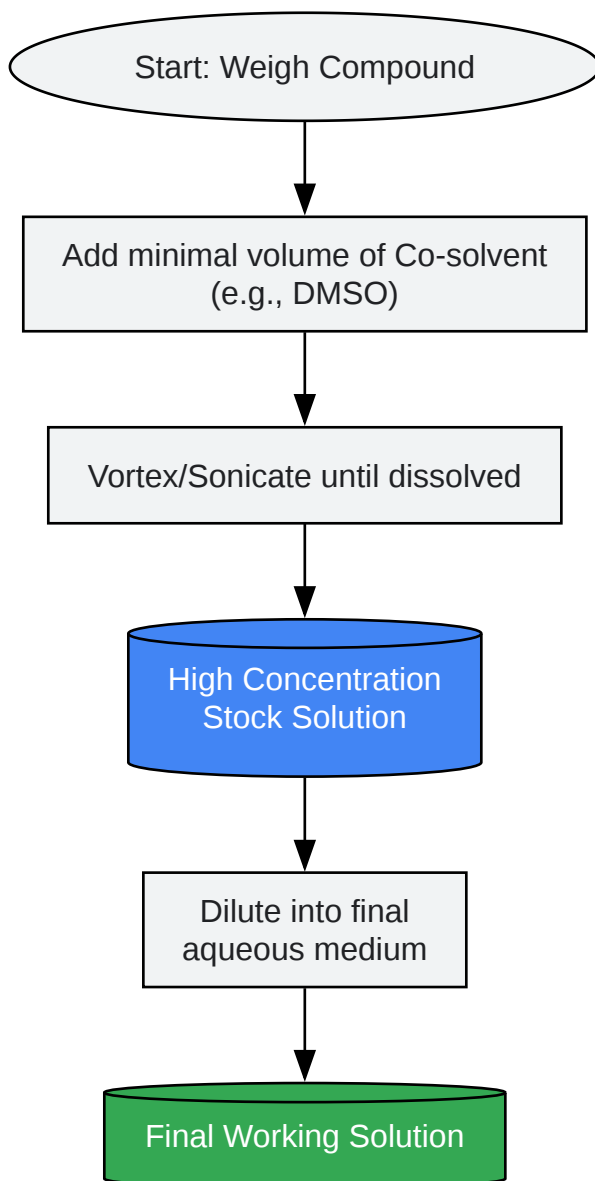 Start: Weigh Compound
Add minimal volume of Co-solvent
(e.g., DMSO)
Vortex/Sonicate until dissolved
High Concentration
Stock Solution
Dilute into final
aqueous medium
Final Working Solution